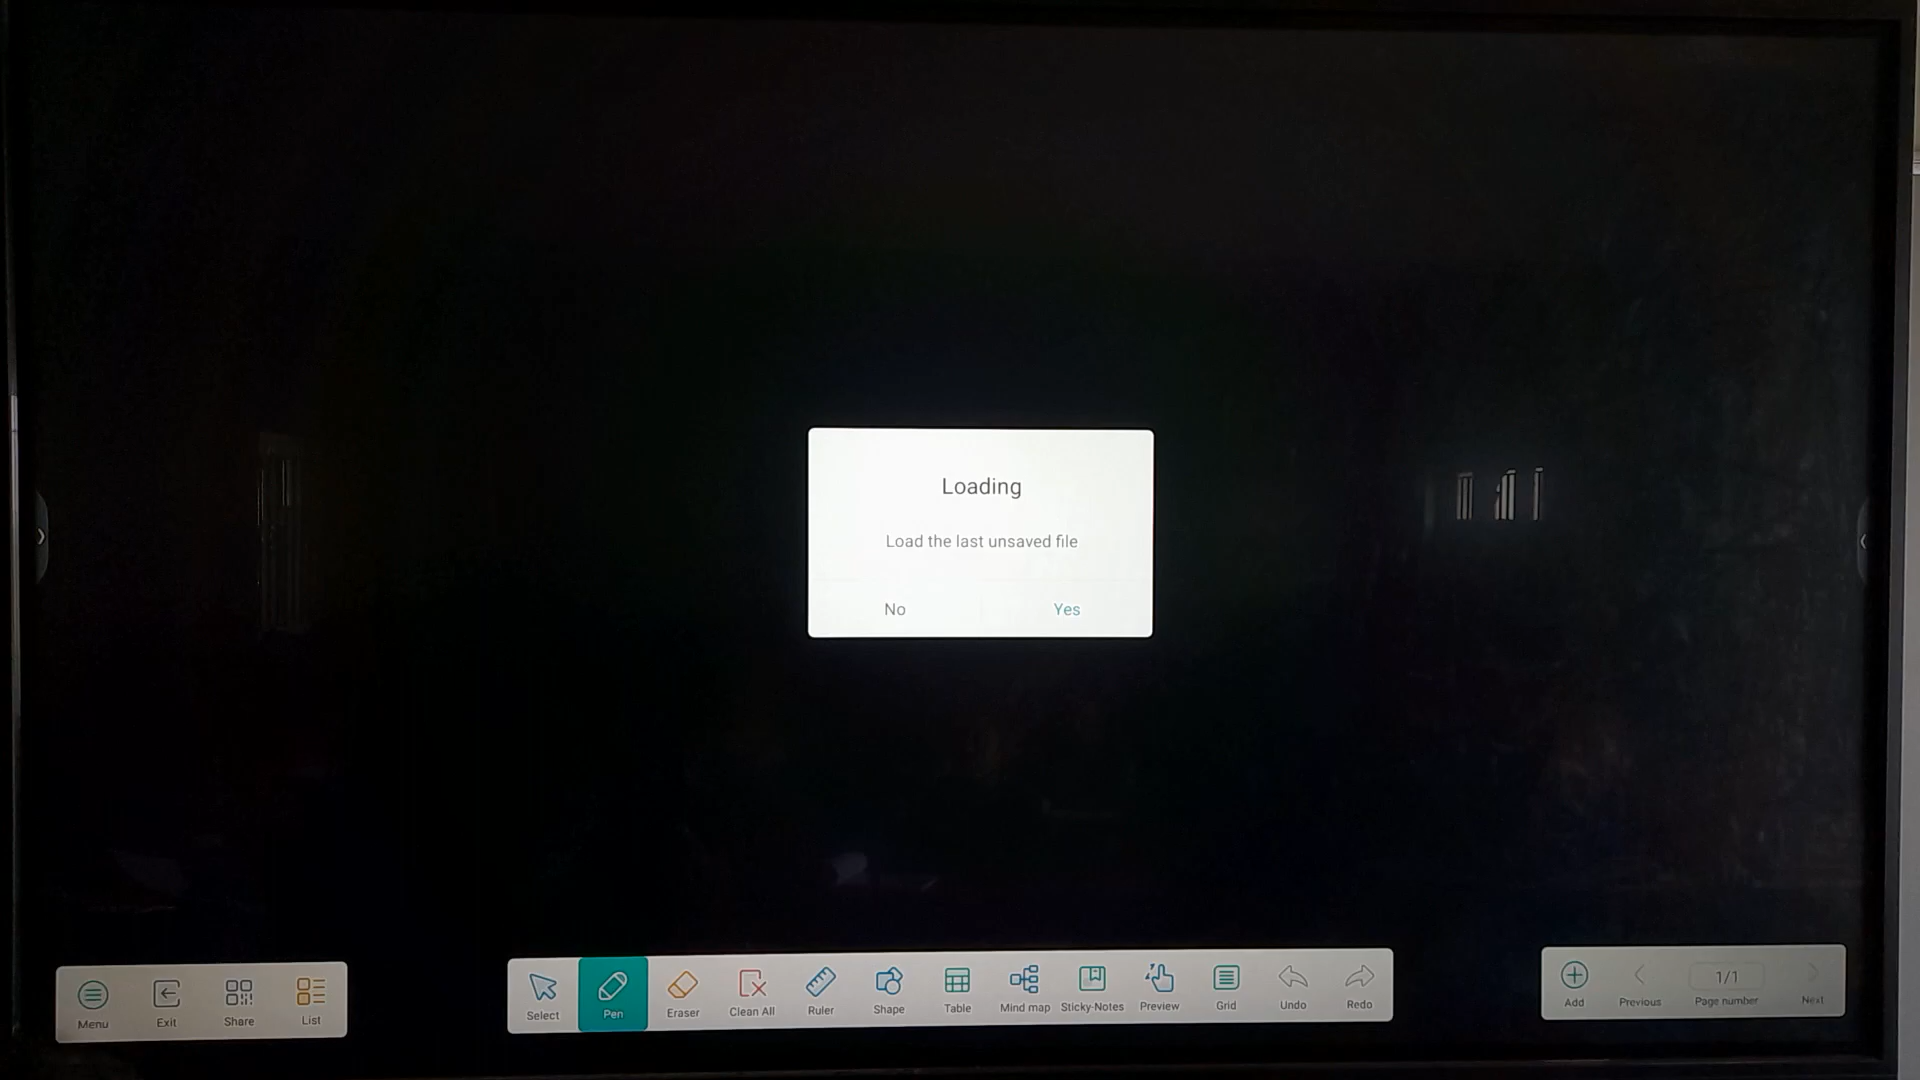 Loading
Load the last unsaved file
No Yes
Menu Exit Share List
Select Pen Eraser Clean All Ruler Shape Table Mind map Sticky-Notes Preview Grid Undo Redo
1/1
Add Previous Page number Next